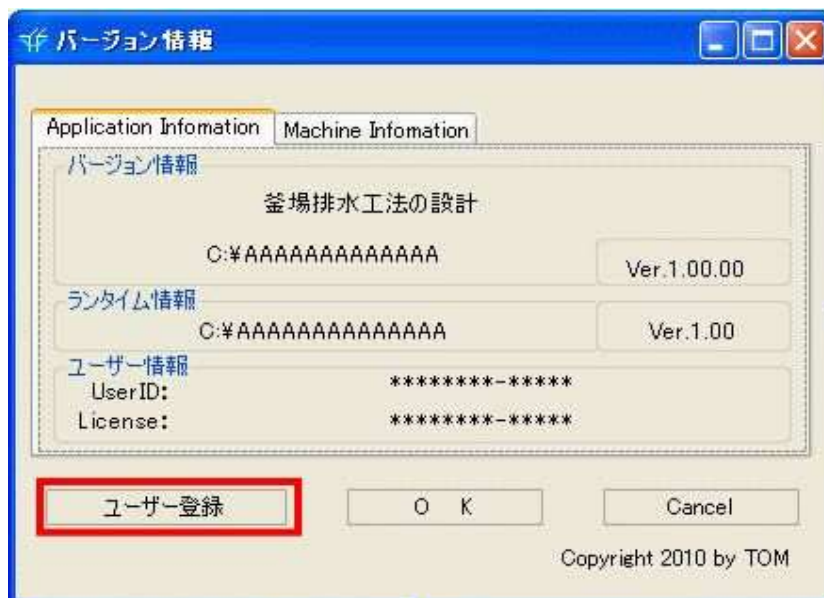 バージョン情報
Application Infomation Machine Infomation
バージョン情報
釜場排水工法の設計
C:¥AAAAAAAAAAAAA
Ver.1.00.00
ランタイム情報
C:¥AAAAAAAAAAAAAA Ver.1.00
ユーザー情報
UserID: ********-*****
License: ********-*****
ユーザー登録 O K Cancel
Copyright 2010 by TOM